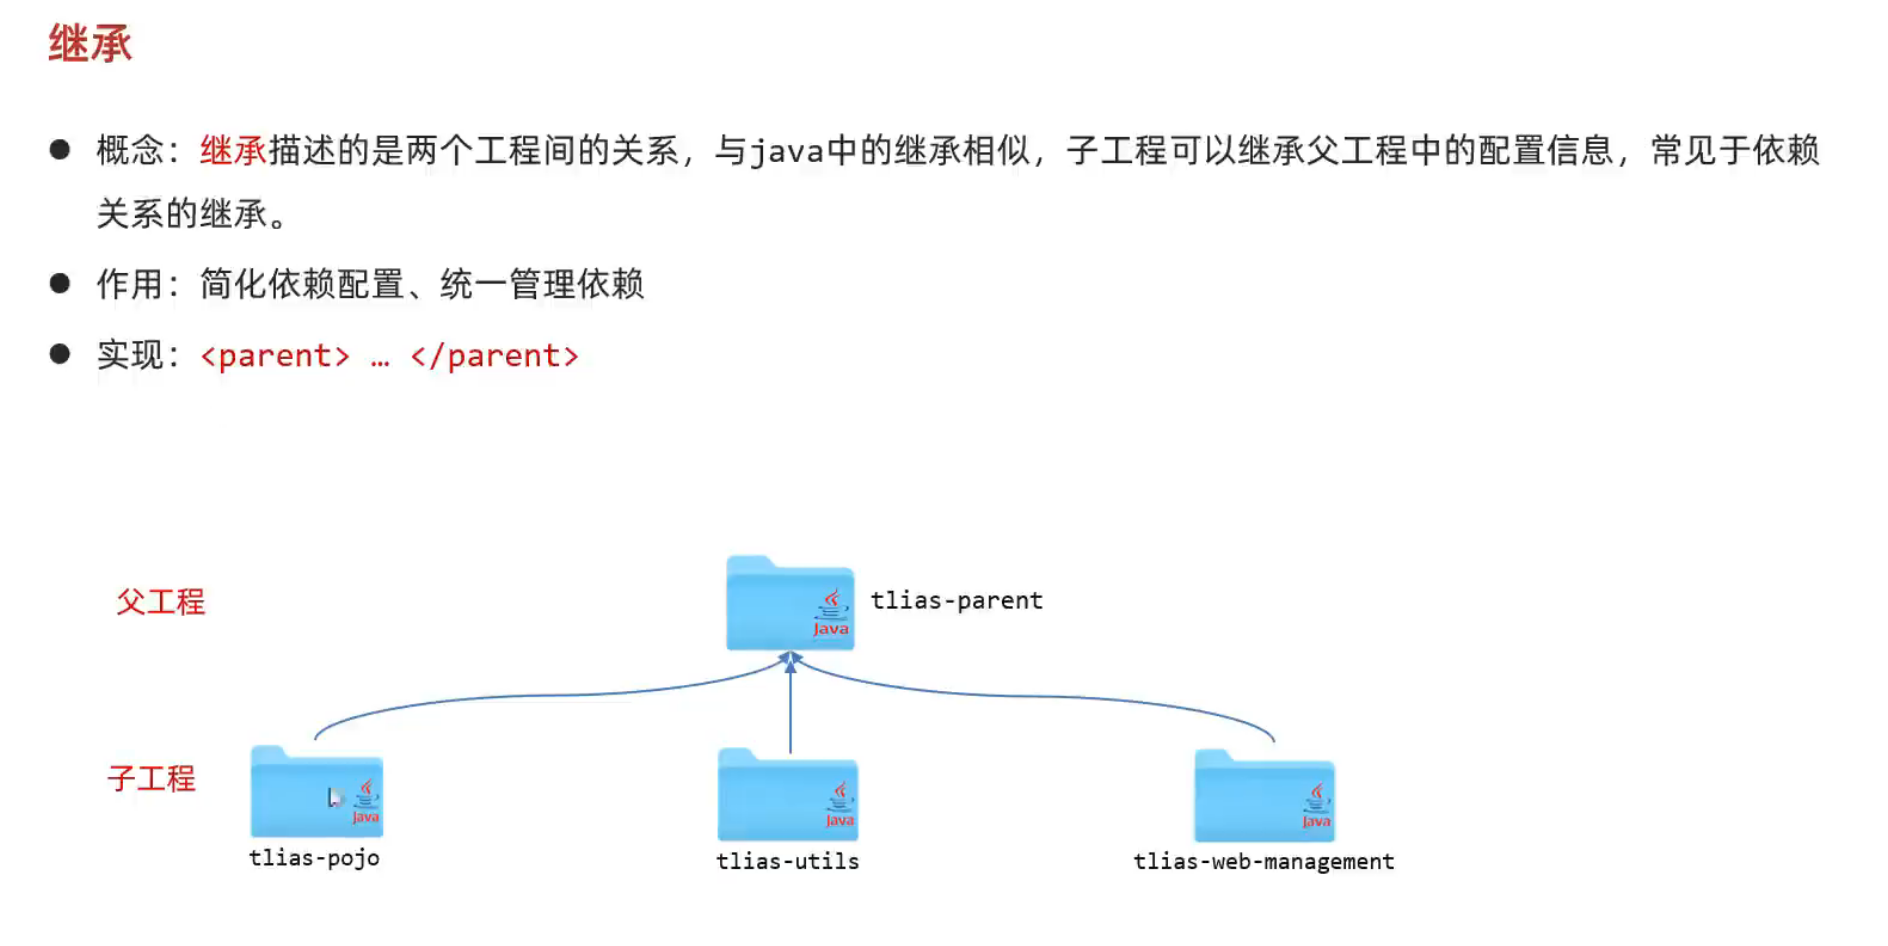 继承
概念：继承描述的是两个工程间的关系，与java中的继承相似，子工程可以继承父工程中的配置信息，常见于依赖
关系的继承。
作用：简化依赖配置、统一管理依赖
实现：<parent> … </parent>
父工程
Java
tlias-parent
子工程
Java
Java
Java
tlias-pojo
tlias-utils
tlias-web-management